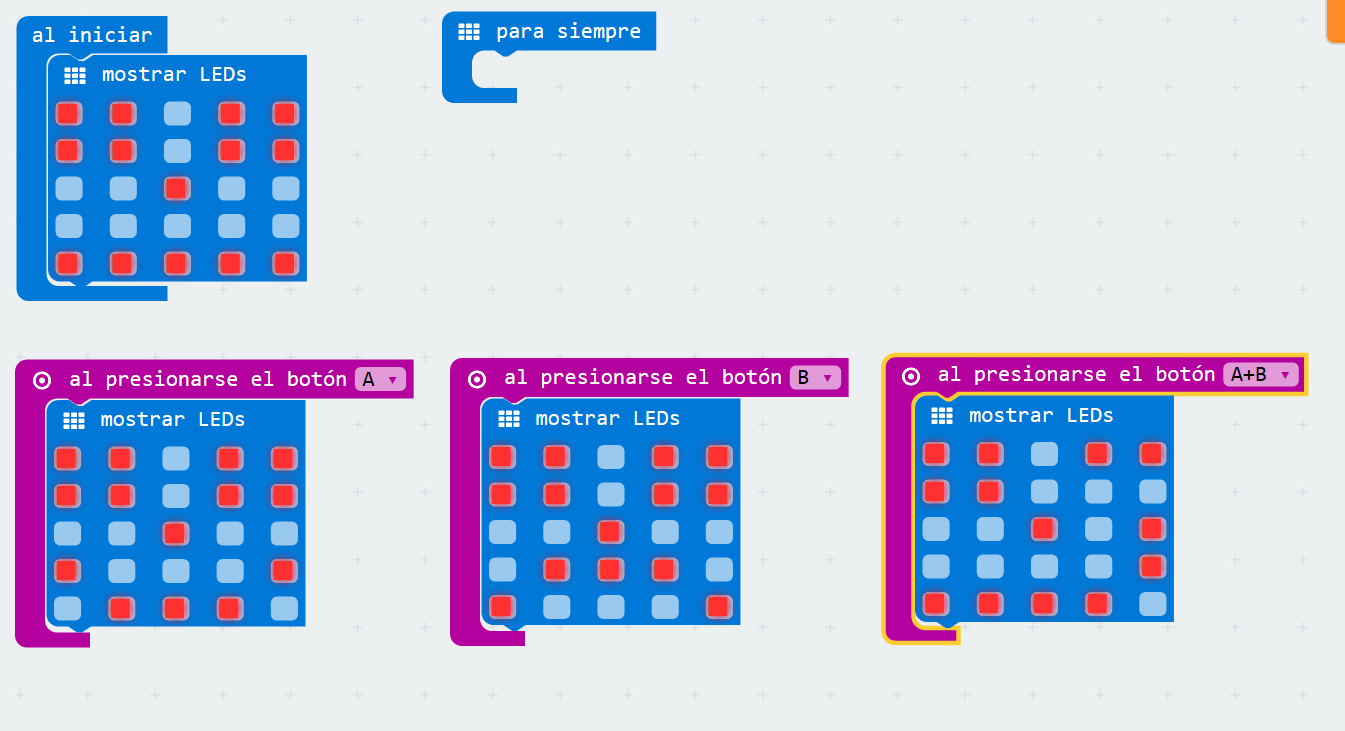 al iniciar
mostrar LEDs
para siempre
al presionarse el botón A
mostrar LEDs
al presionarse el botón B
mostrar LEDs
al presionarse el botón A+B
mostrar LEDs